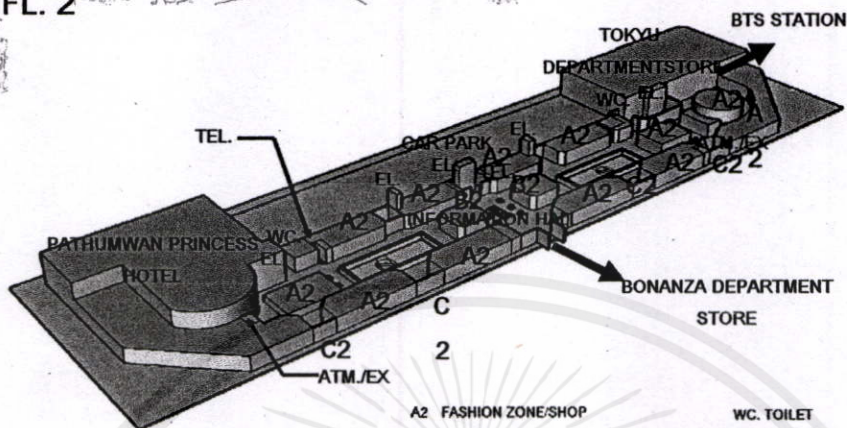 FL. 2
BTS STATION
TOKYU
DEPARTMENTSTORE
EL.
WC.
A2
A
A2
A2
EL
ATM./EX
TEL.
CAR PARK
A2
A2
C2
2
EL
EL
B2
A2
C2
EL
A2
B2
INFORMATION HALL
PATHUMWAN PRINCESS
HOTEL
WC
A2
EL
A2
A2
A2
BONANZA DEPARTMENT
STORE
C
2
C2
ATM./EX
A2 FASHION ZONE/SHOP
WC. TOILET